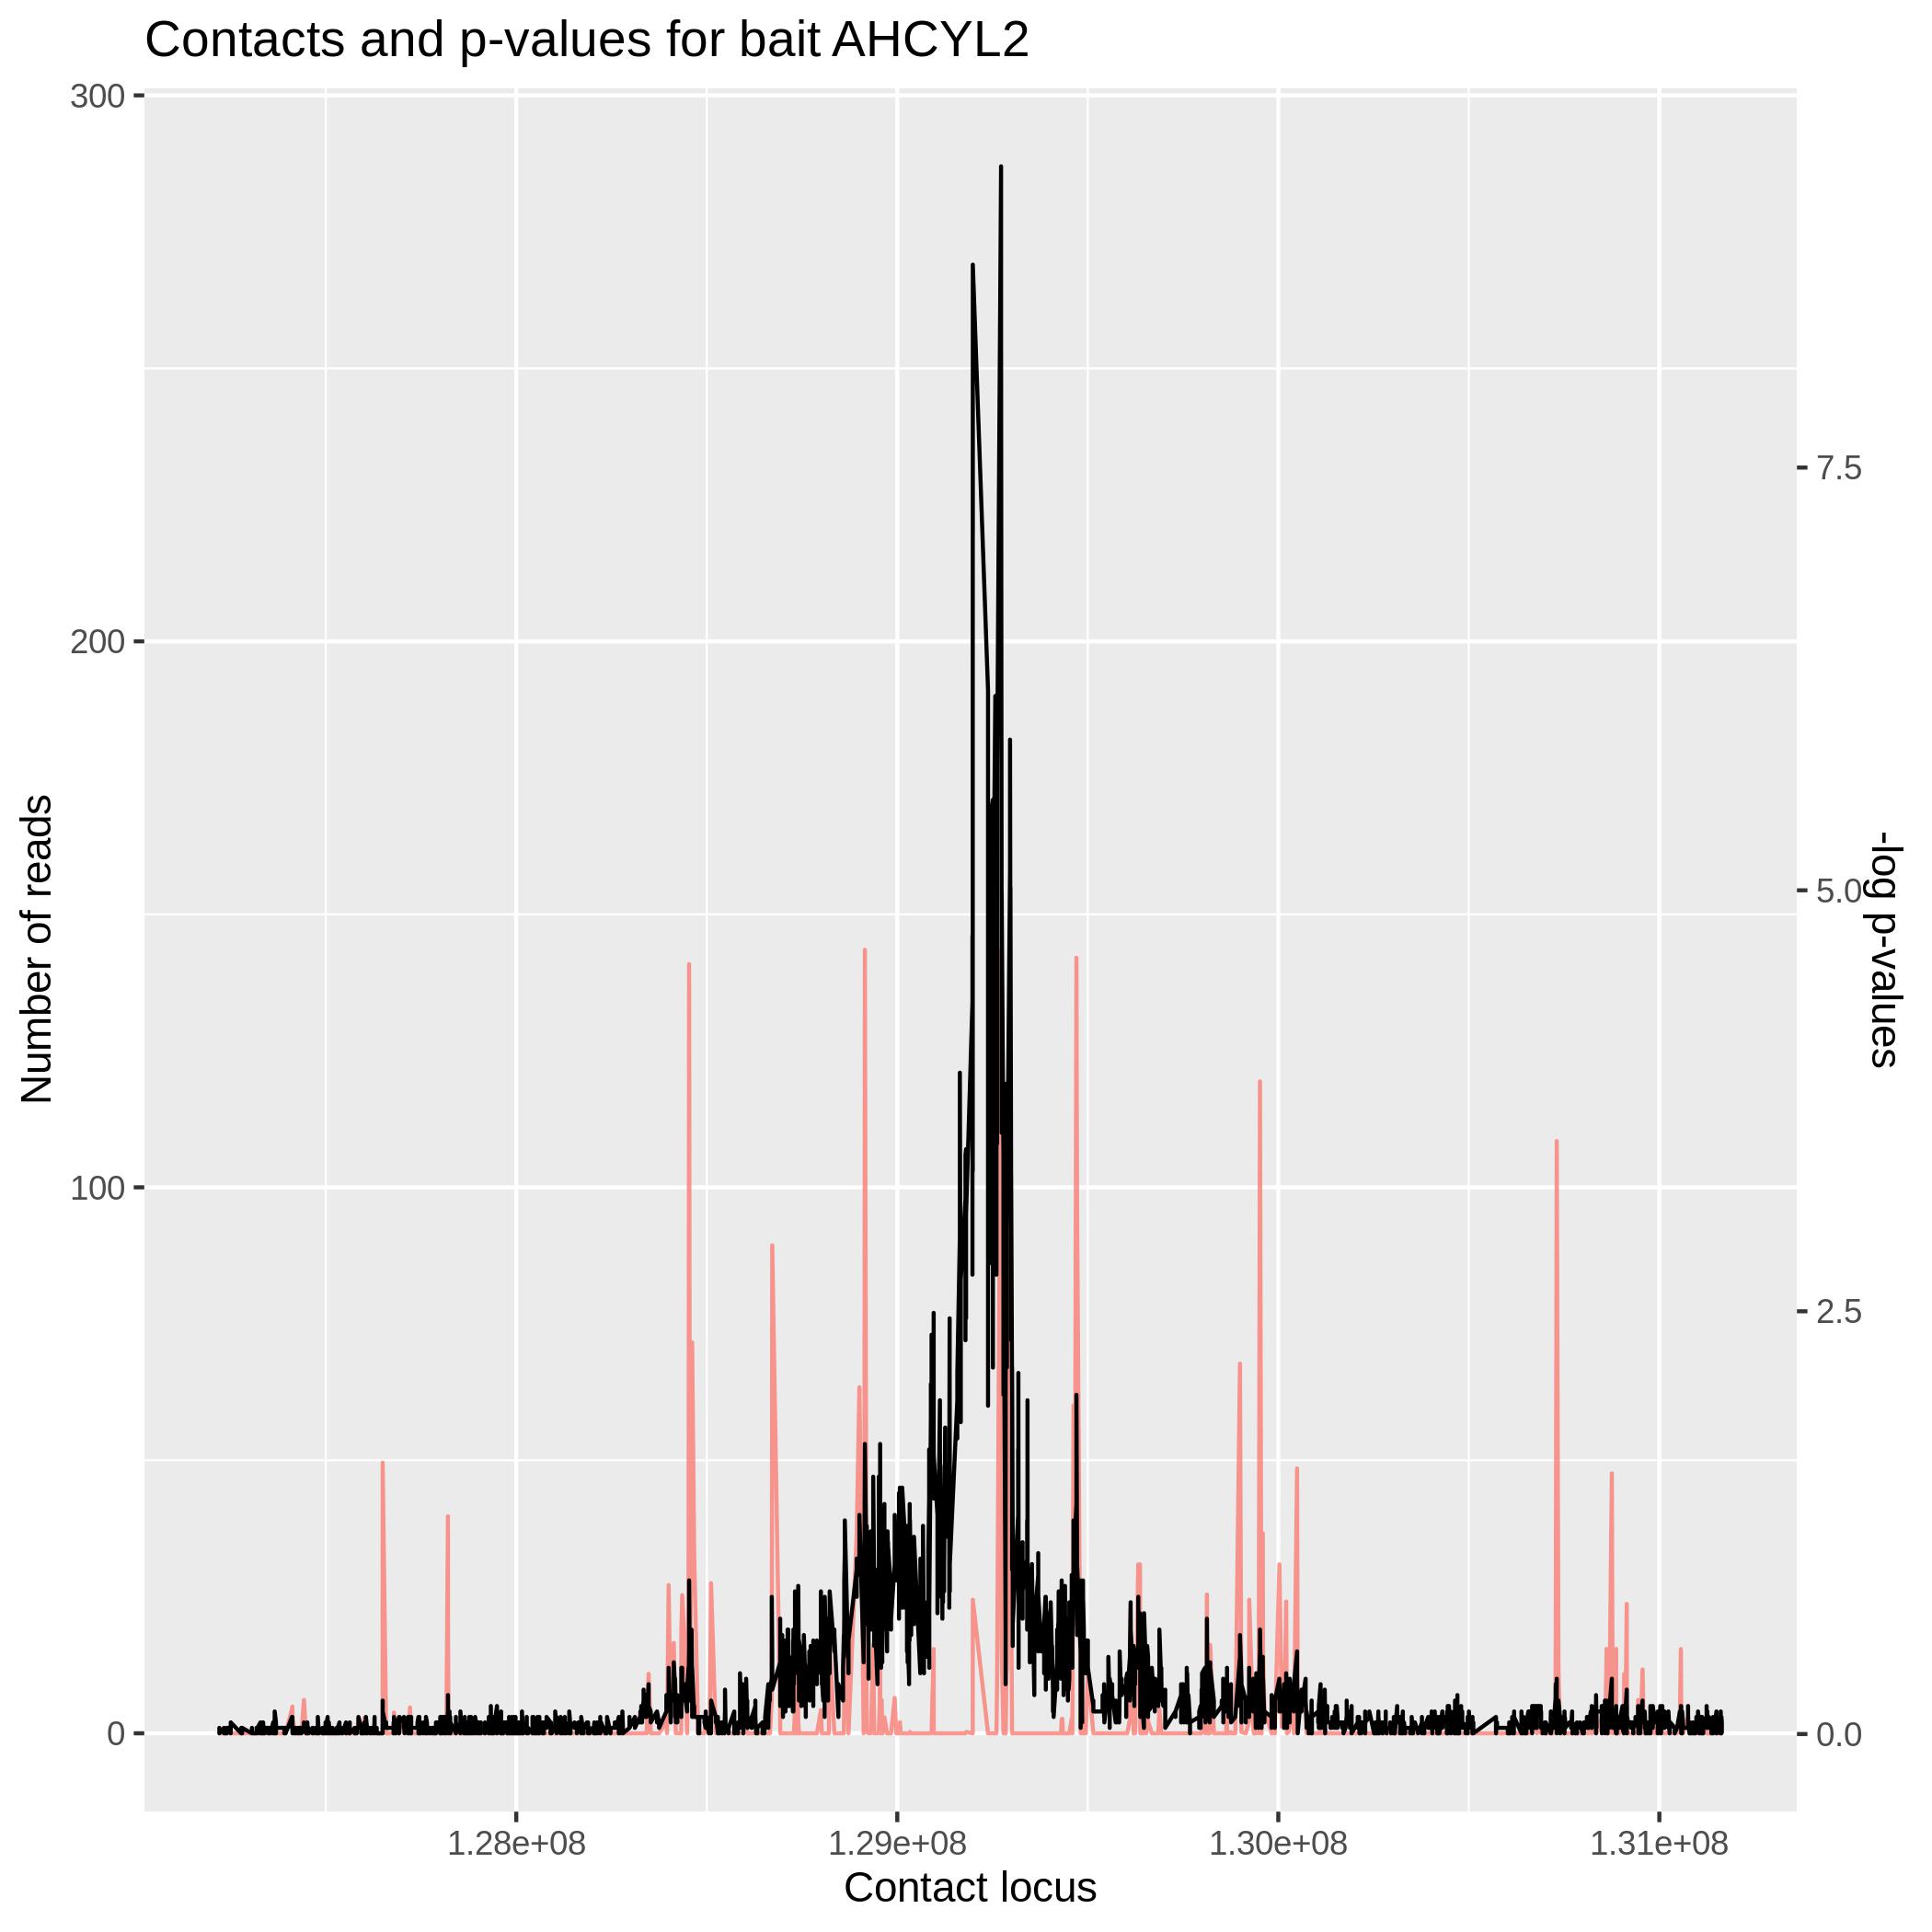 Contacts and p-values for bait AHCYL2
300
200
100
0
Number of reads
7.5
5.0
2.5
0.0
-log p-values
1.28e+08
1.29e+08
1.30e+08
1.31e+08
Contact locus